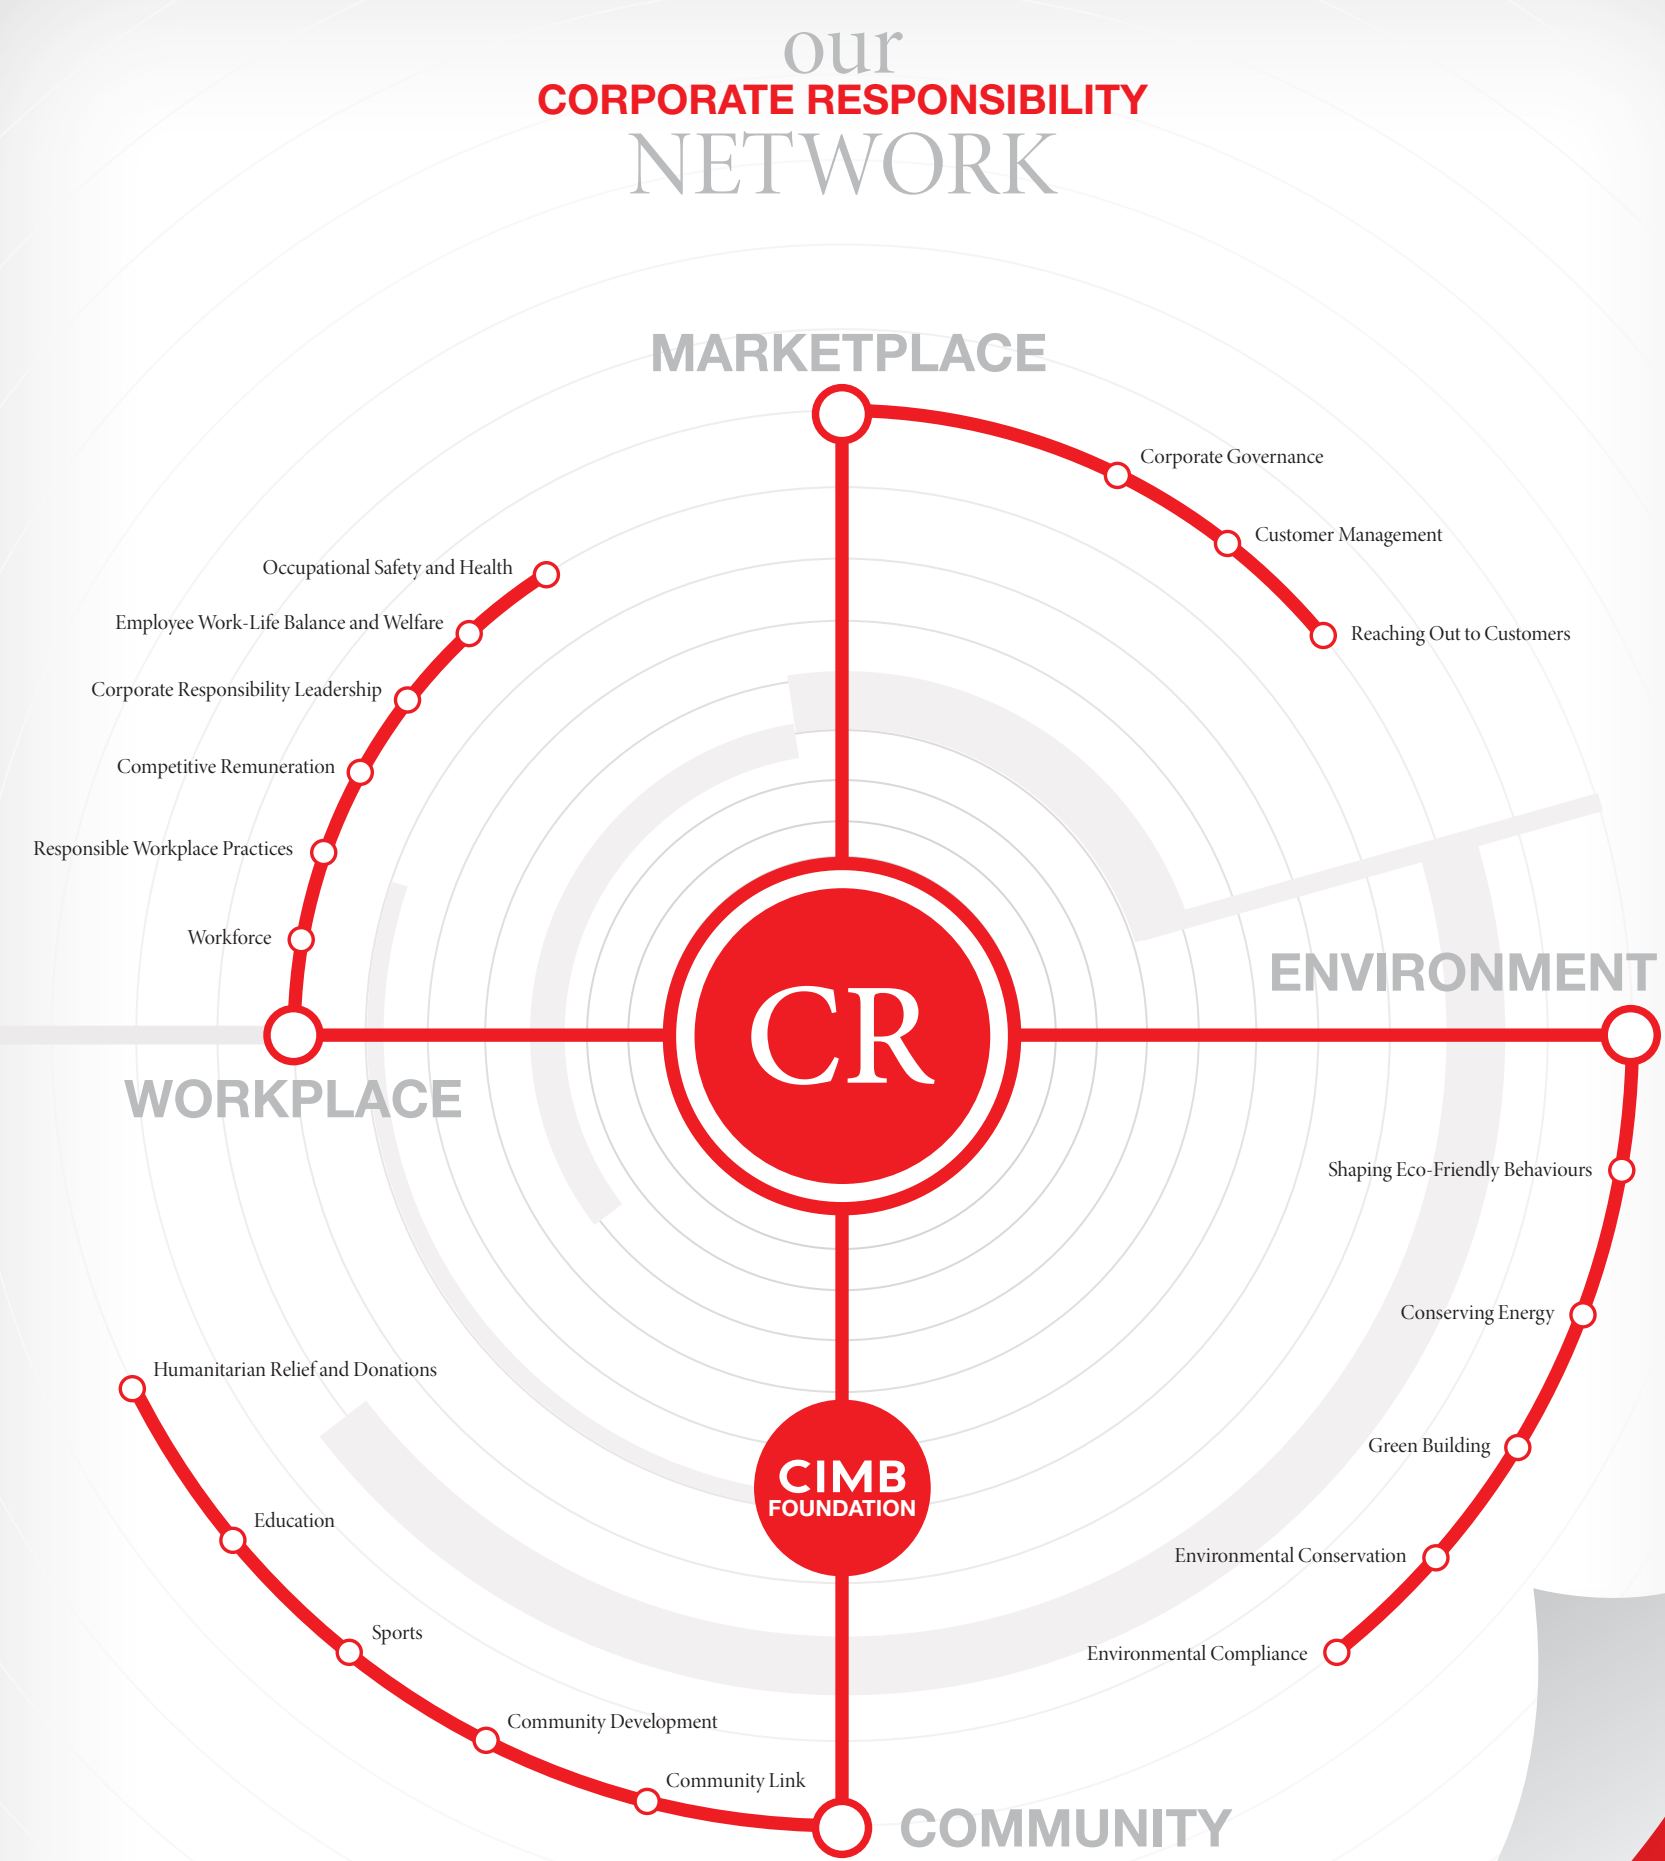 our
CORPORATE RESPONSIBILITY
NETWORK
MARKETPLACE
Corporate Governance
Customer Management
Reaching Out to Customers
Occupational Safety and Health
Employee Work-Life Balance and Welfare
Corporate Responsibility Leadership
Competitive Remuneration
Responsible Workplace Practices
Workforce
WORKPLACE
CR
ENVIRONMENT
Shaping Eco-Friendly Behaviours
Conserving Energy
Green Building
Environmental Conservation
Environmental Compliance
CIMB
FOUNDATION
Humanitarian Relief and Donations
Education
Sports
Community Development
Community Link
COMMUNITY